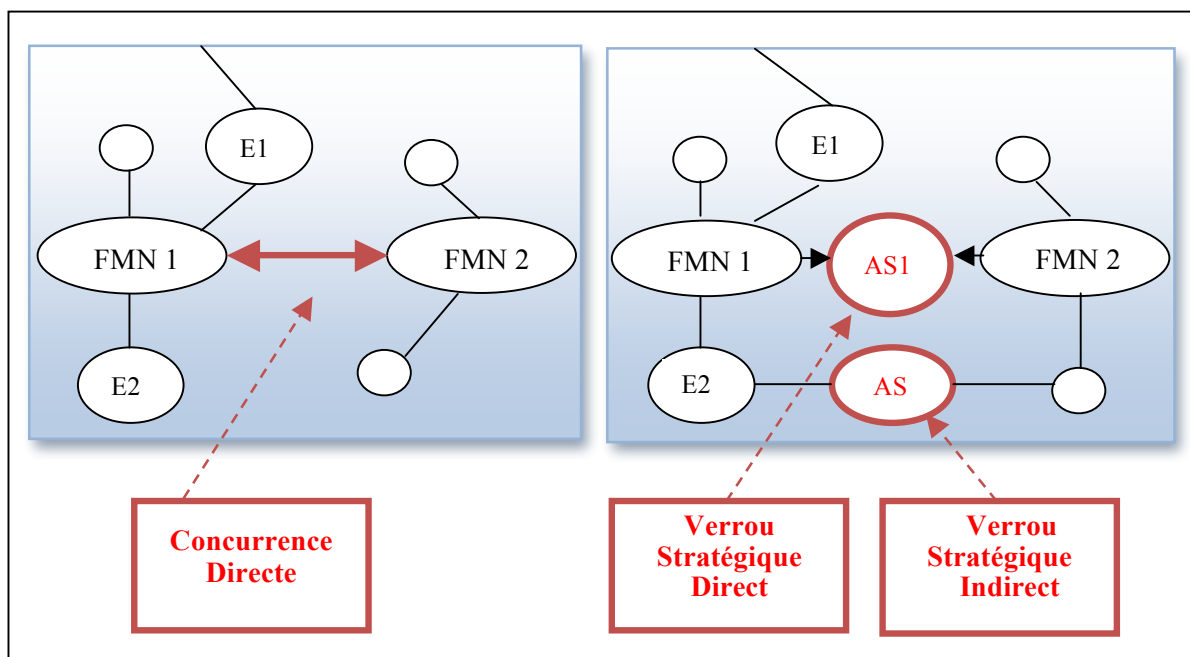 E1
FMN 1
FMN 2
E2
E1
FMN 1
AS1
FMN 2
E2
AS
Concurrence
Directe
Verrou
Stratégique
Direct
Verrou
Stratégique
Indirect